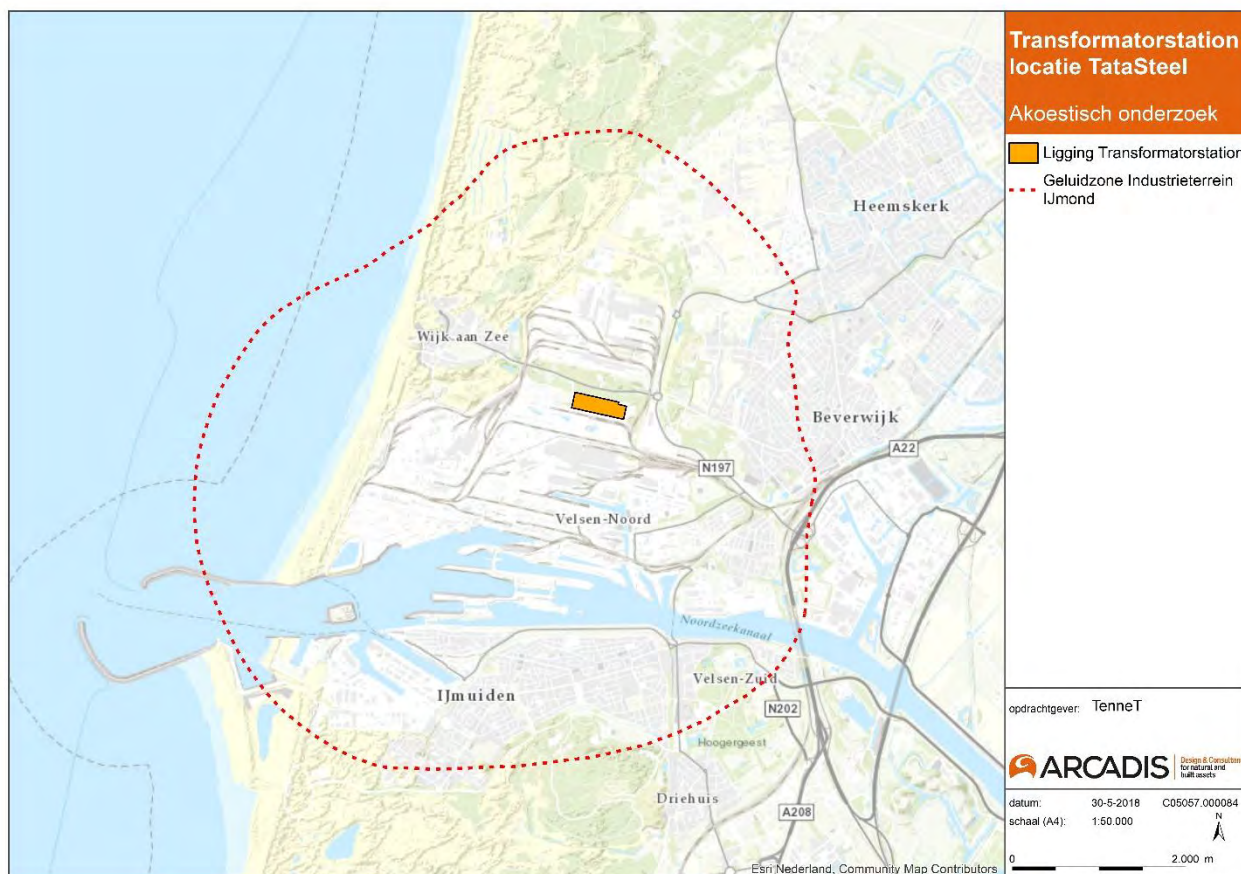 Transformatorstation
locatie TataSteel
Akoestisch onderzoek
Ligging Transformatorstation
Geluidzone Industrieterrein
IJmond
Heemskerk
Wijk aan Zee
Beverwijk
A22
N197
Velsen-Noord
Noordzeekanaal
IJmuiden
Velsen-Zuid
N202
Hoogergeest
Driehuis
A208
Esri Nederland, Community Map Contributors
opdrachtgever: TenneT
ARCADIS
Design & Consultan
for natural and
built assets
datum: 30-5-2018 C05057.000084
schaal (A4): 1:50.000
N
0 2.000 m